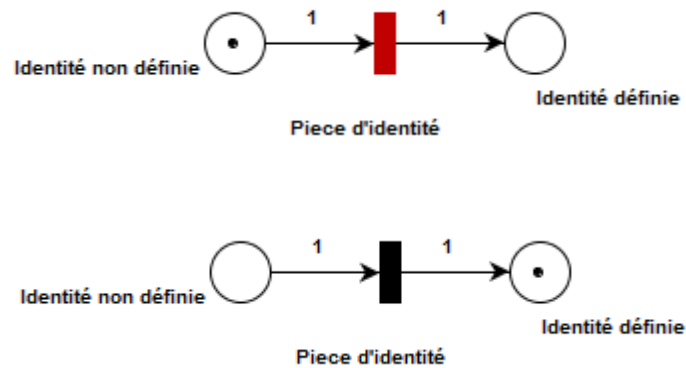 1 1
Identité non définie
Identité définie
Piece d'identité
1 1
Identité non définie
Identité définie
Piece d'identité